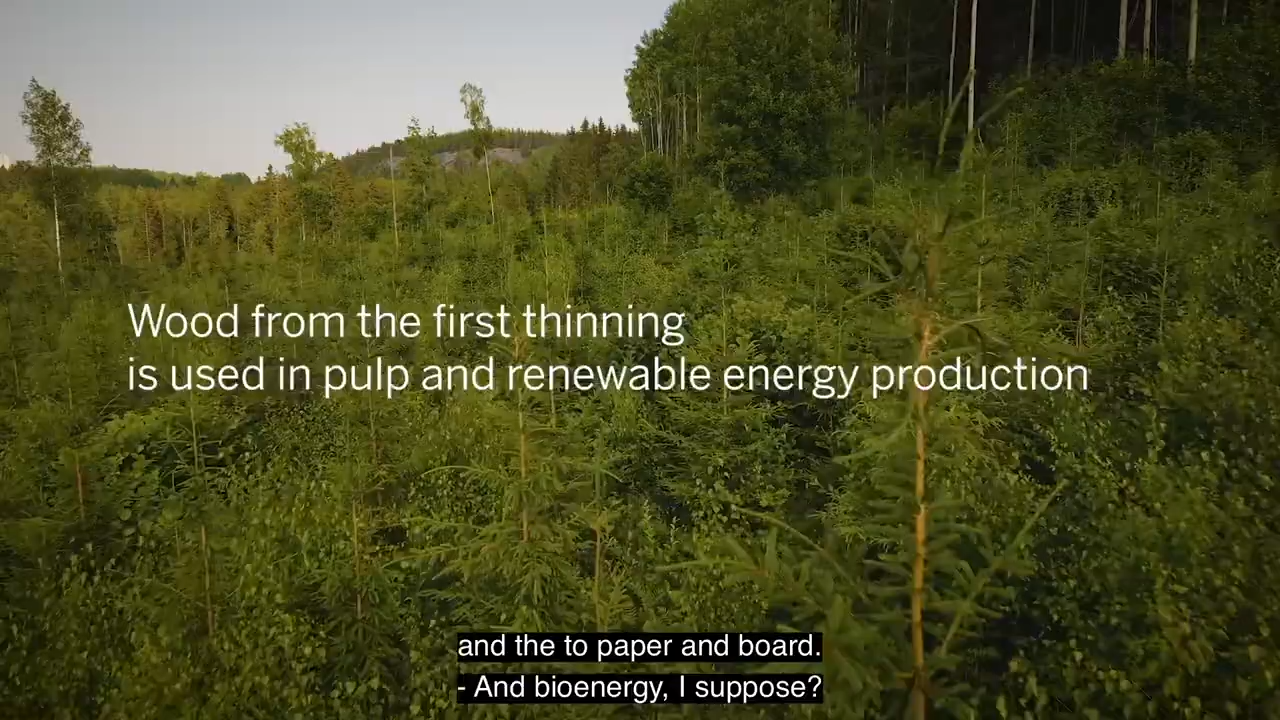 Wood from the first thinning
is used in pulp and renewable energy production
and the to paper and board.
- And bioenergy, I suppose?